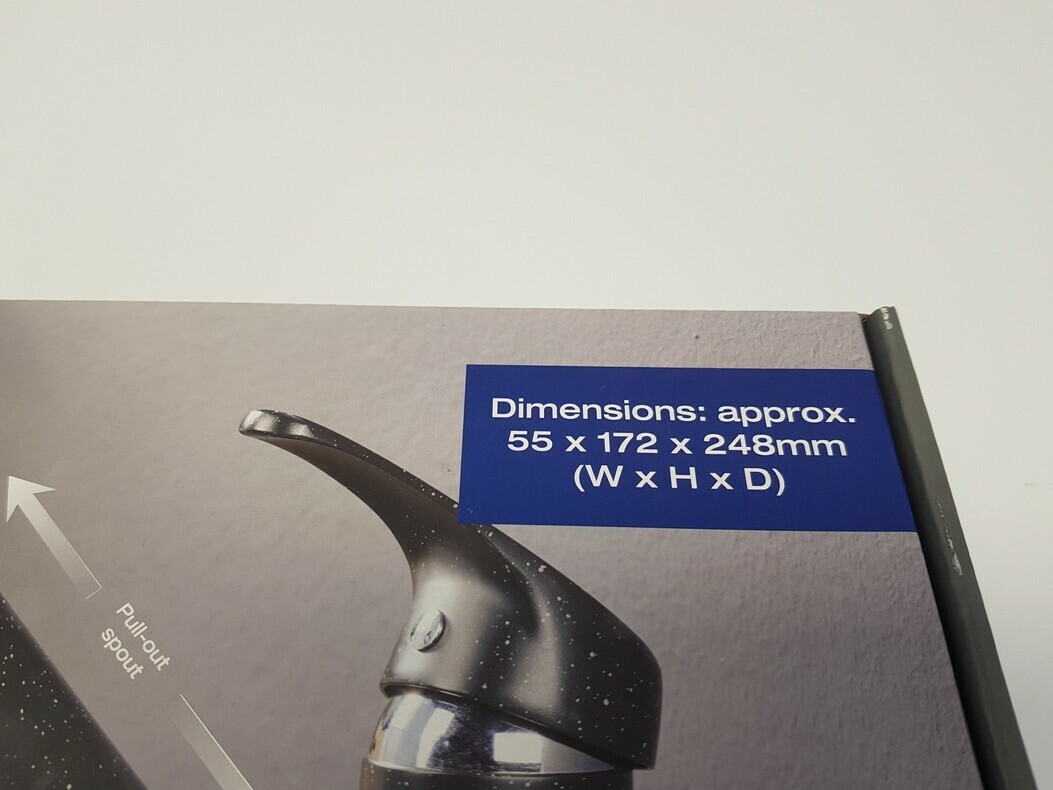 Dimensions: approx.
55 x 172 x 248mm
(W x H x D)
Pull-out
spout